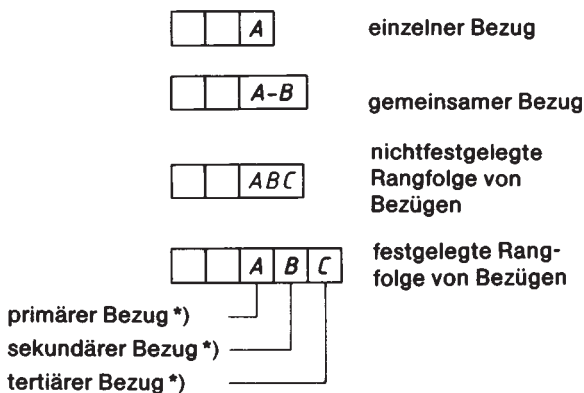 A einzelner Bezug
A-B gemeinsamer Bezug
ABC nichtfestgelegte
Rangfolge von
Bezügen
A B C festgelegte Rang-
folge von Bezügen
primärer Bezug *)
sekundärer Bezug *)
tertiärer Bezug *)